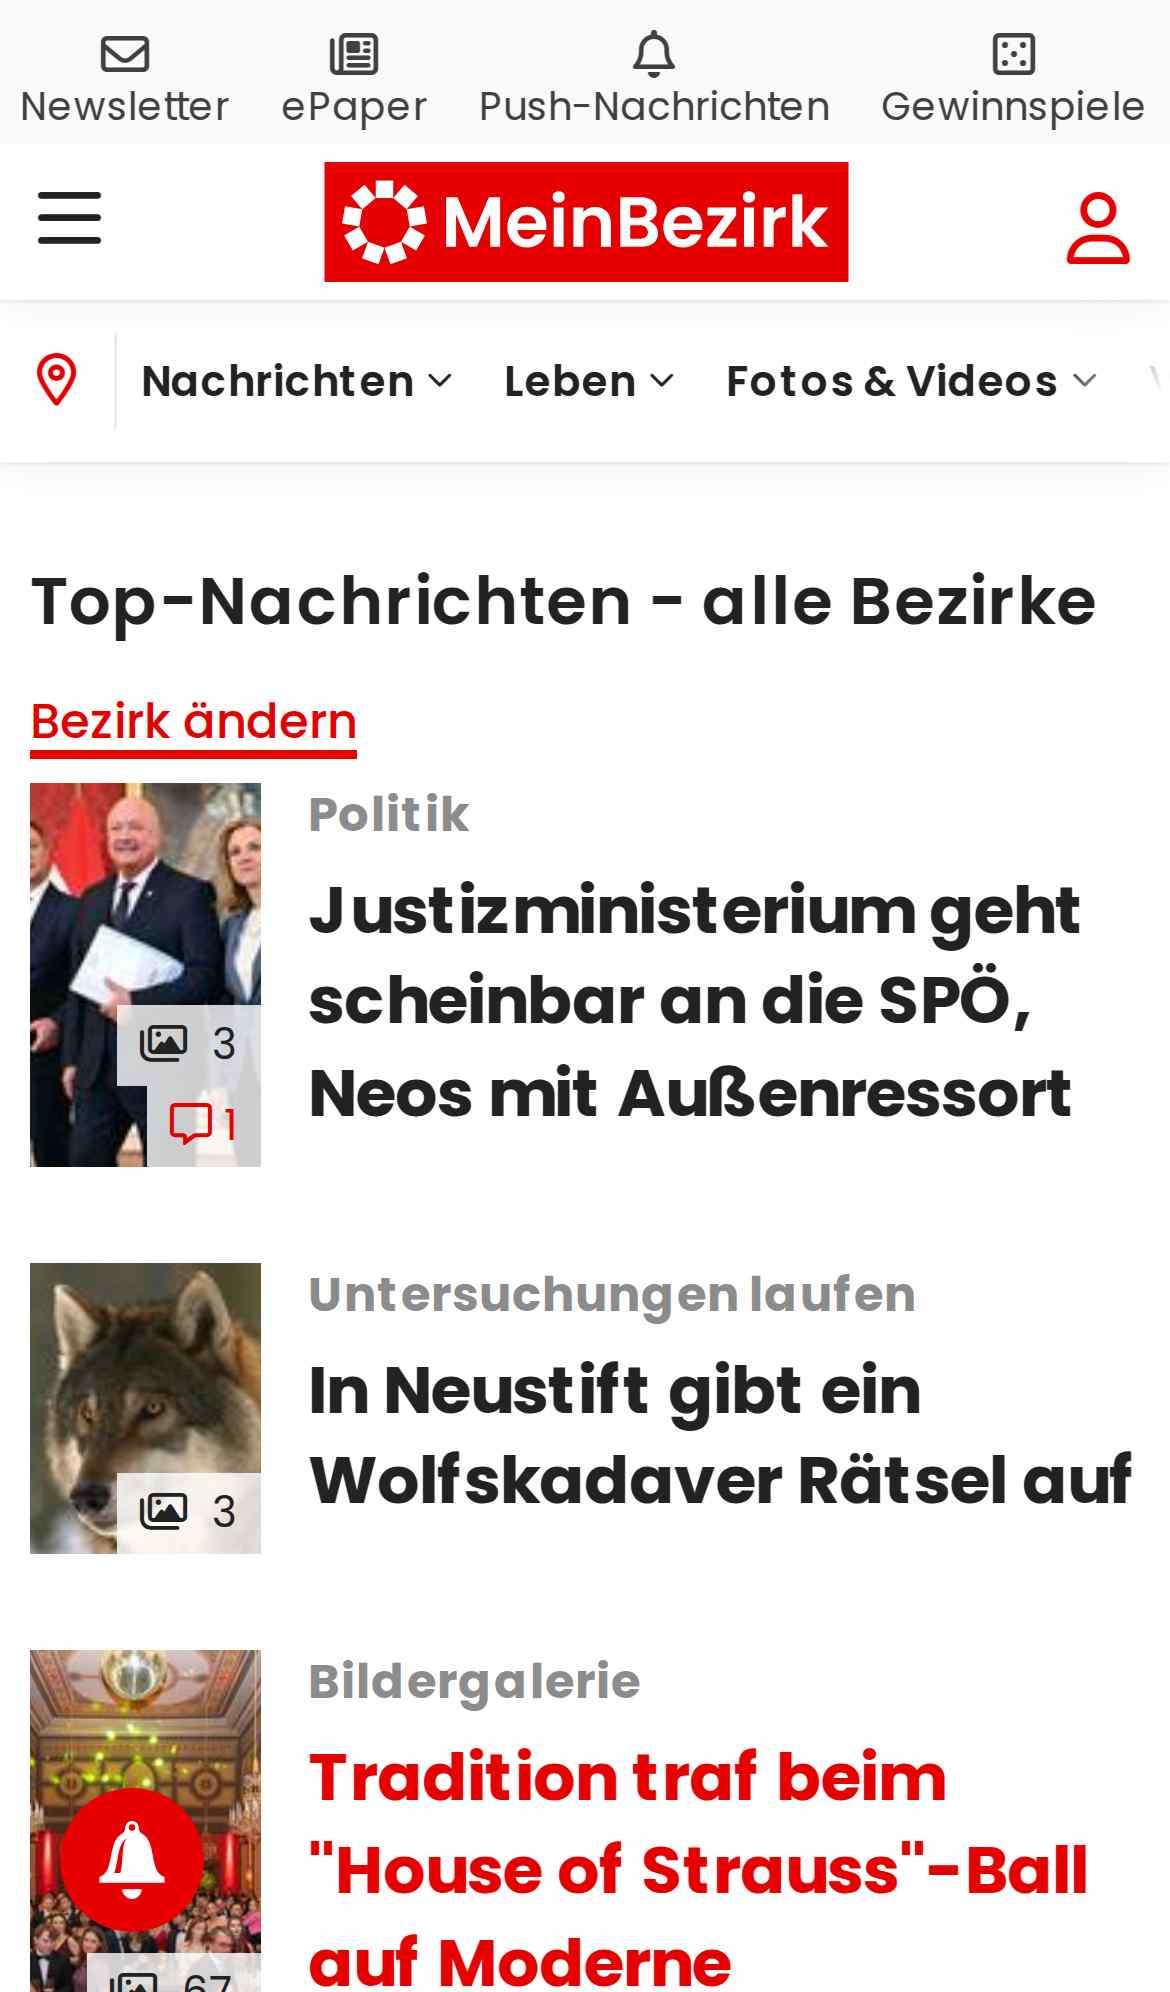 Newsletter
ePaper
Push-Nachrichten
Gewinnspiele
MeinBezirk
Nachrichten
Leben
Fotos & Videos
Top-Nachrichten - alle Bezirke
Bezirk ändern
Politik
Justizministerium geht
scheinbar an die SPÖ,
Neos mit Außenressort
3
1
Untersuchungen laufen
In Neustift gibt ein
Wolfskadaver Rätsel auf
3
Bildergalerie
Tradition traf beim
"House of Strauss"-Ball
auf Moderne
67